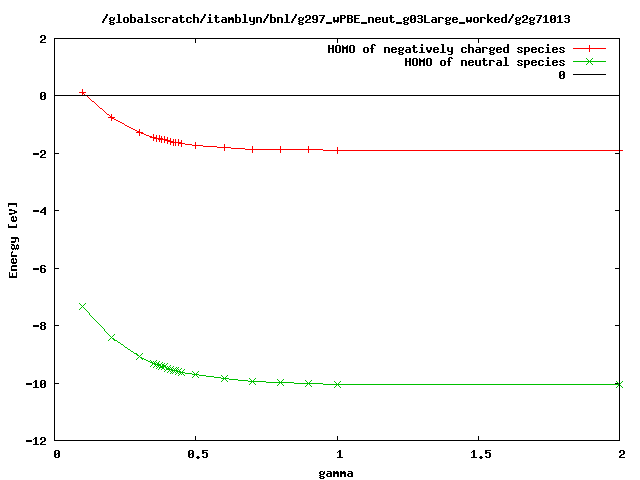 /globalscratch/itamblyn/bnl/g297_wPBE_neut_g03Large_worked/g2g71013
HOMO of negatively charged species
HOMO of neutral species
0
2
0
-2
-4
-6
-8
-10
-12
Energy [eV]
0 0.5 1 1.5 2
gamma